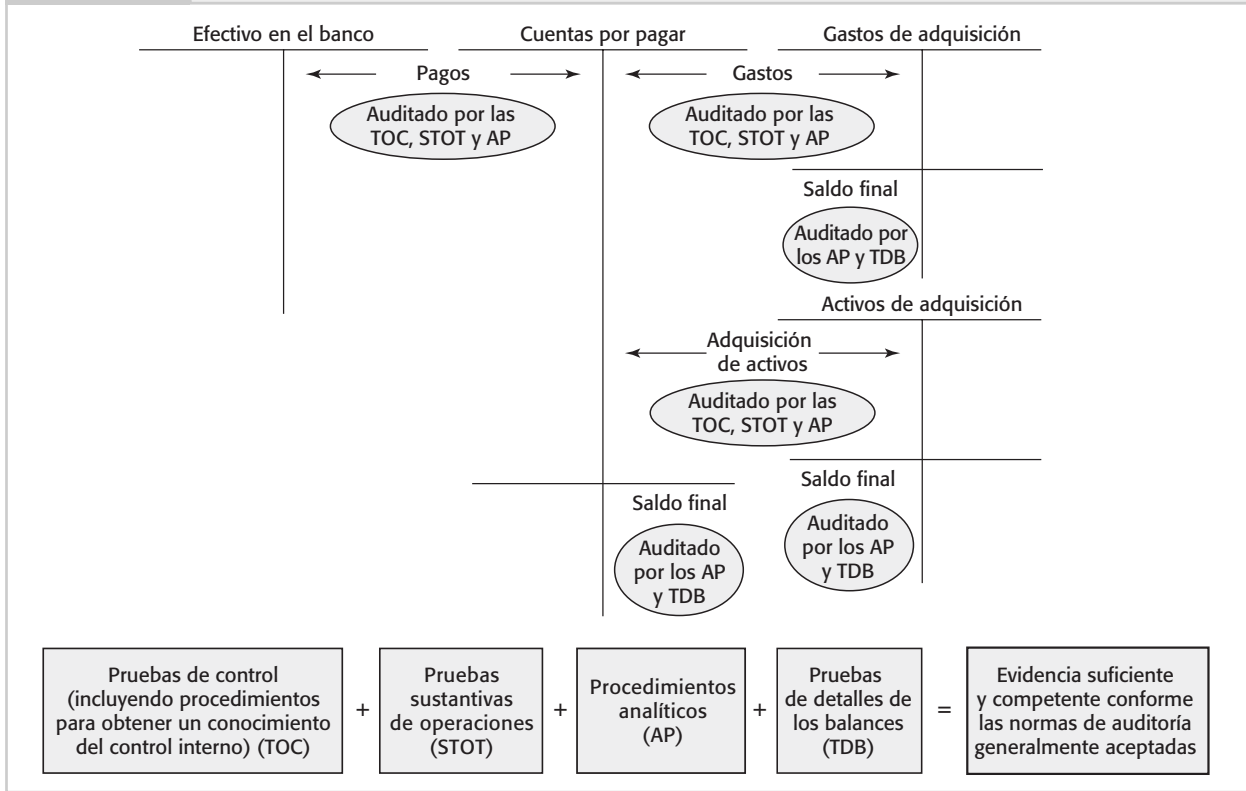 Efectivo en el banco
Cuentas por pagar
Gastos de adquisición
Pagos
Gastos
Auditado por las
TOC, STOT y AP
Auditado por las
TOC, STOT y AP
Saldo final
Auditado por
los AP y TDB
Activos de adquisición
Adquisición
de activos
Auditado por las
TOC, STOT y AP
Saldo final
Auditado
por los AP
y TDB
Saldo final
Auditado
por los AP
y TDB
Pruebas de control
(incluyendo procedimientos
para obtener un conocimiento
del control interno) (TOC)
+
Pruebas
sustantivas
de operaciones
(STOT)
+
Procedimientos
analíticos
(AP)
+
Pruebas
de detalles de
los balances
(TDB)
=
Evidencia suficiente
y competente conforme
las normas de auditoría
generalmente aceptadas